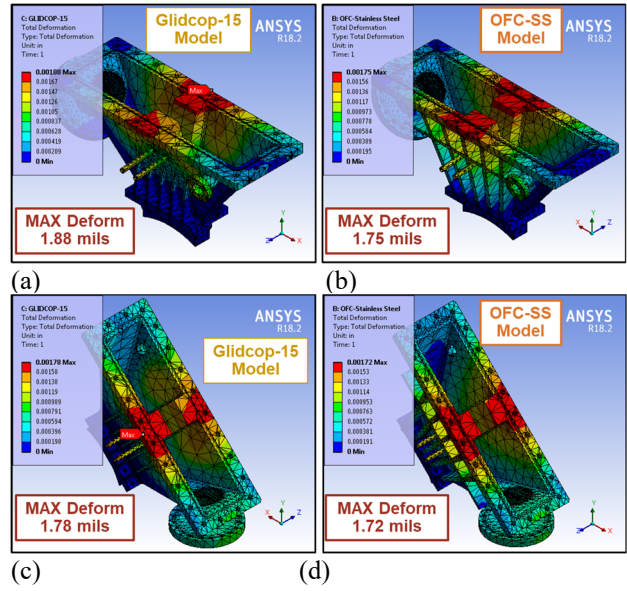 C: GLIDCOP-15
Total Deformation
Type: Total Deformation
Unit: in
Time: 1
0.00188 Max
0.00167
0.00147
0.00126
0.00105
0.000837
0.000628
0.000419
0.000209
0 Min
Glidcop-15
Model
ANSYS
R18.2
Max
MAX Deform
1.88 mils
Y
Z
X
(a)
B: OFC-Stainless Steel
Total Deformation
Type: Total Deformation
Unit: in
Time: 1
0.00175 Max
0.00156
0.00136
0.00117
0.000973
0.000778
0.000584
0.000389
0.000195
0 Min
OFC-SS
Model
ANSYS
R18.2
MAX Deform
1.75 mils
Y
X
Z
(b)
C: GLIDCOP-15
Total Deformation
Type: Total Deformation
Unit: in
Time: 1
0.00178 Max
0.00158
0.00138
0.00119
0.000989
0.000791
0.000594
0.000396
0.000198
0 Min
ANSYS
R18.2
Glidcop-15
Model
Max
MAX Deform
1.78 mils
Y
X
Z
(c)
B: OFC-Stainless Steel
Total Deformation
Type: Total Deformation
Unit: in
Time: 1
0.00172 Max
0.00153
0.00133
0.00114
0.000953
0.000763
0.000572
0.000381
0.000191
0 Min
OFC-SS
Model
ANSYS
R18.2
MAX Deform
1.72 mils
Y
Z
X
(d)